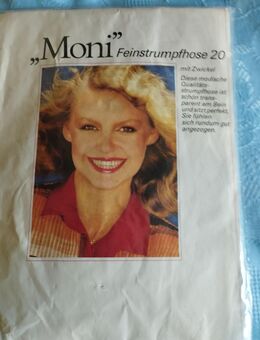 „Moni” Feinstrumpfhose 20
mit Zwickel
Diese modische
Qualitäts-
strumpfhose ist
schön trans-
parent am Bein
und sitzt perfekt.
Sie fühlen
sich rundum gut
angezogen.